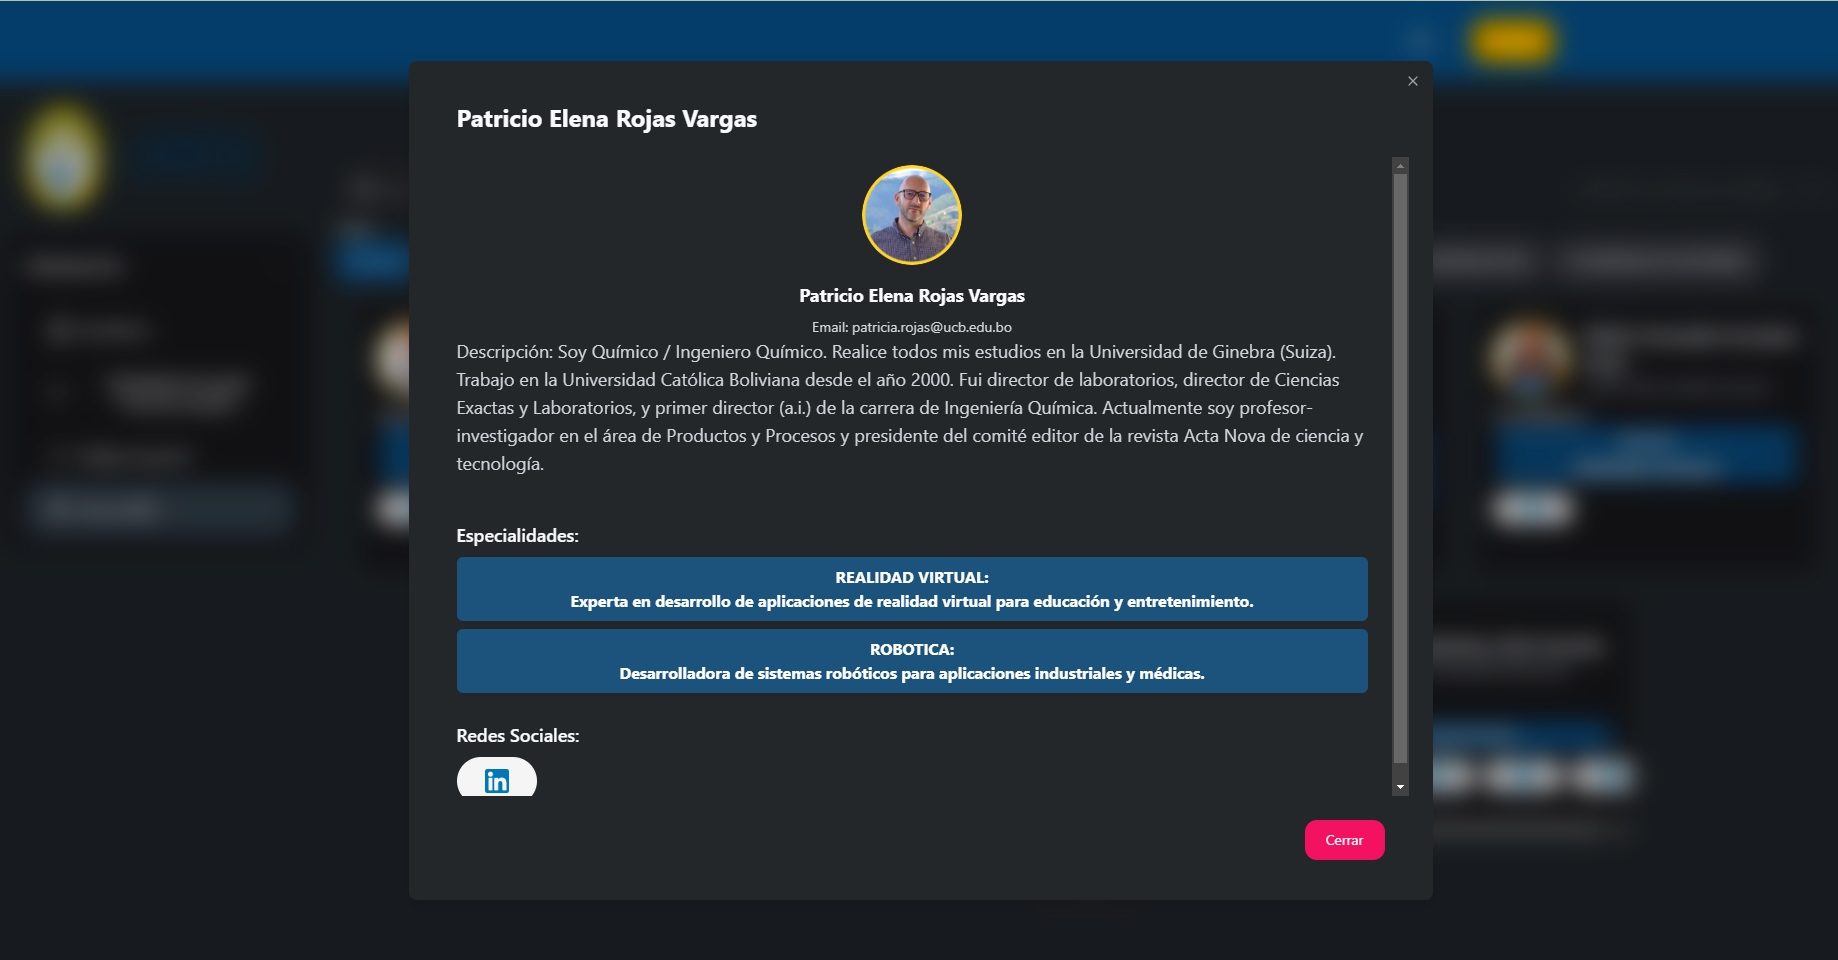 Patricio Elena Rojas Vargas
Patricio Elena Rojas Vargas
Email: patricia.rojas@ucb.edu.bo
Descripción: Soy Químico / Ingeniero Químico. Realice todos mis estudios en la Universidad de Ginebra (Suiza).
Trabajo en la Universidad Católica Boliviana desde el año 2000. Fui director de laboratorios, director de Ciencias
Exactas y Laboratorios, y primer director (a.i.) de la carrera de Ingeniería Química. Actualmente soy profesor-
investigador en el área de Productos y Procesos y presidente del comité editor de la revista Acta Nova de ciencia y
tecnología.
Especialidades:
REALIDAD VIRTUAL:
Experta en desarrollo de aplicaciones de realidad virtual para educación y entretenimiento.
ROBOTICA:
Desarrolladora de sistemas robóticos para aplicaciones industriales y médicas.
Redes Sociales:
in
Cerrar